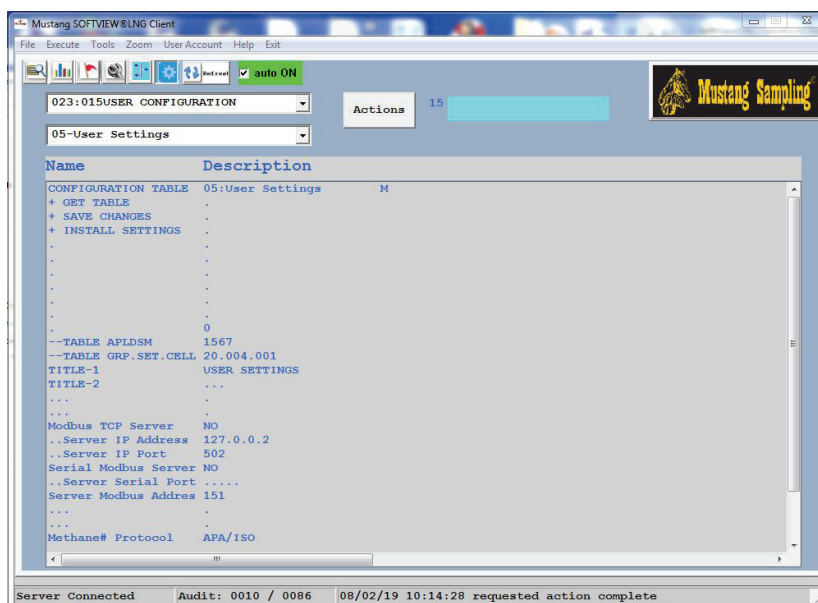 Mustang SOFTVIEW®LNG Client
File Execute Tools Zoom User Account Help Exit
Refresh auto ON
023:015USER CONFIGURATION
Actions
15
Mustang Sampling
05-User Settings
Name Description
CONFIGURATION TABLE 05:User Settings M
+ GET TABLE .
+ SAVE CHANGES .
+ INSTALL SETTINGS .
. .
. .
. .
. .
. .
. .
. 0
--TABLE APLDSM 1567
--TABLE GRP.SET.CELL 20.004.001
TITLE-1 USER SETTINGS
TITLE-2 ...
... .
... .
Modbus TCP Server NO
..Server IP Address 127.0.0.2
..Server IP Port 502
Serial Modbus Server NO
..Server Serial Port .....
Server Modbus Addres 151
... .
... .
Methane# Protocol APA/ISO
Server Connected Audit: 0010 / 0086 08/02/19 10:14:28 requested action complete